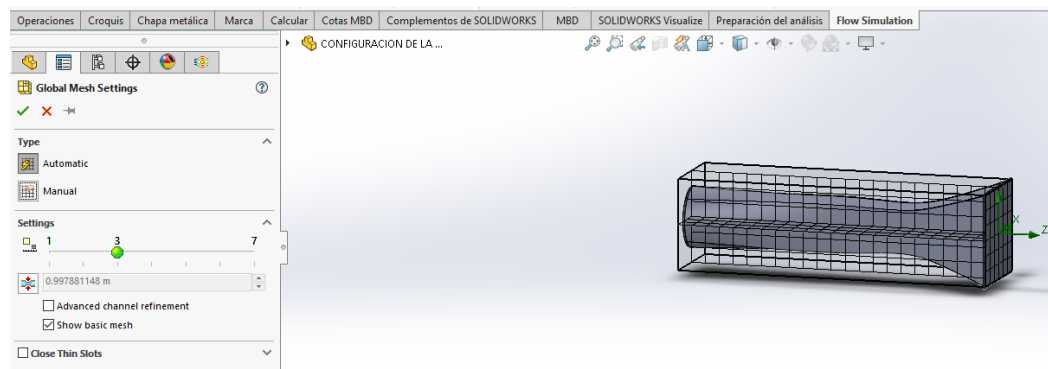 Operaciones Croquis Chapa metálica Marca Calcular Cotas MBD Complementos de SOLIDWORKS MBD SOLIDWORKS Visualize Preparación del análisis Flow Simulation
CONFIGURACION DE LA ...
Global Mesh Settings
Type
Automatic
Manual
Settings
1 3 7
0.997881148 m
Advanced channel refinement
Show basic mesh
Close Thin Slots
X
Z